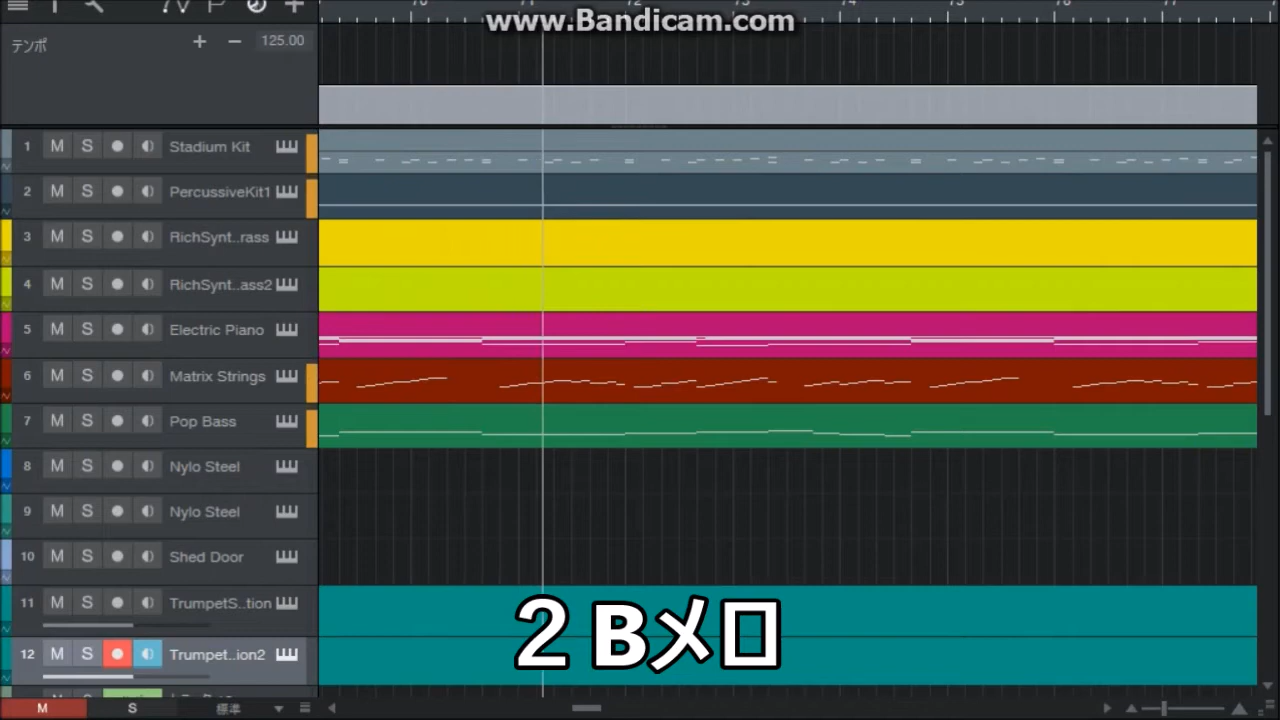 www.Bandicam.com
テンポ + − 125.00
1 M S Stadium Kit
2 M S PercussiveKit1
3 M S RichSynt..rass
4 M S RichSynt..ass2
5 M S Electric Piano
6 M S Matrix Strings
7 M S Pop Bass
8 M S Nylo Steel
9 M S Nylo Steel
10 M S Shed Door
11 M S TrumpetS..tion
12 M S Trumpet..ion2
2 Bメロ
M S 標準